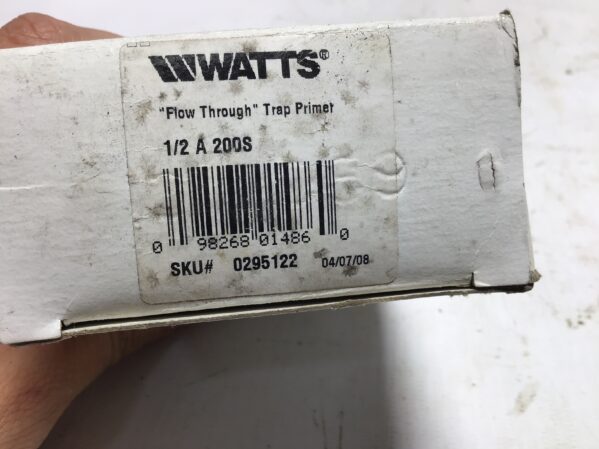 WATTS®
"Flow Through" Trap Primer
1/2 A 200S
0 98268 01486 0
SKU# 0295122 04/07/08